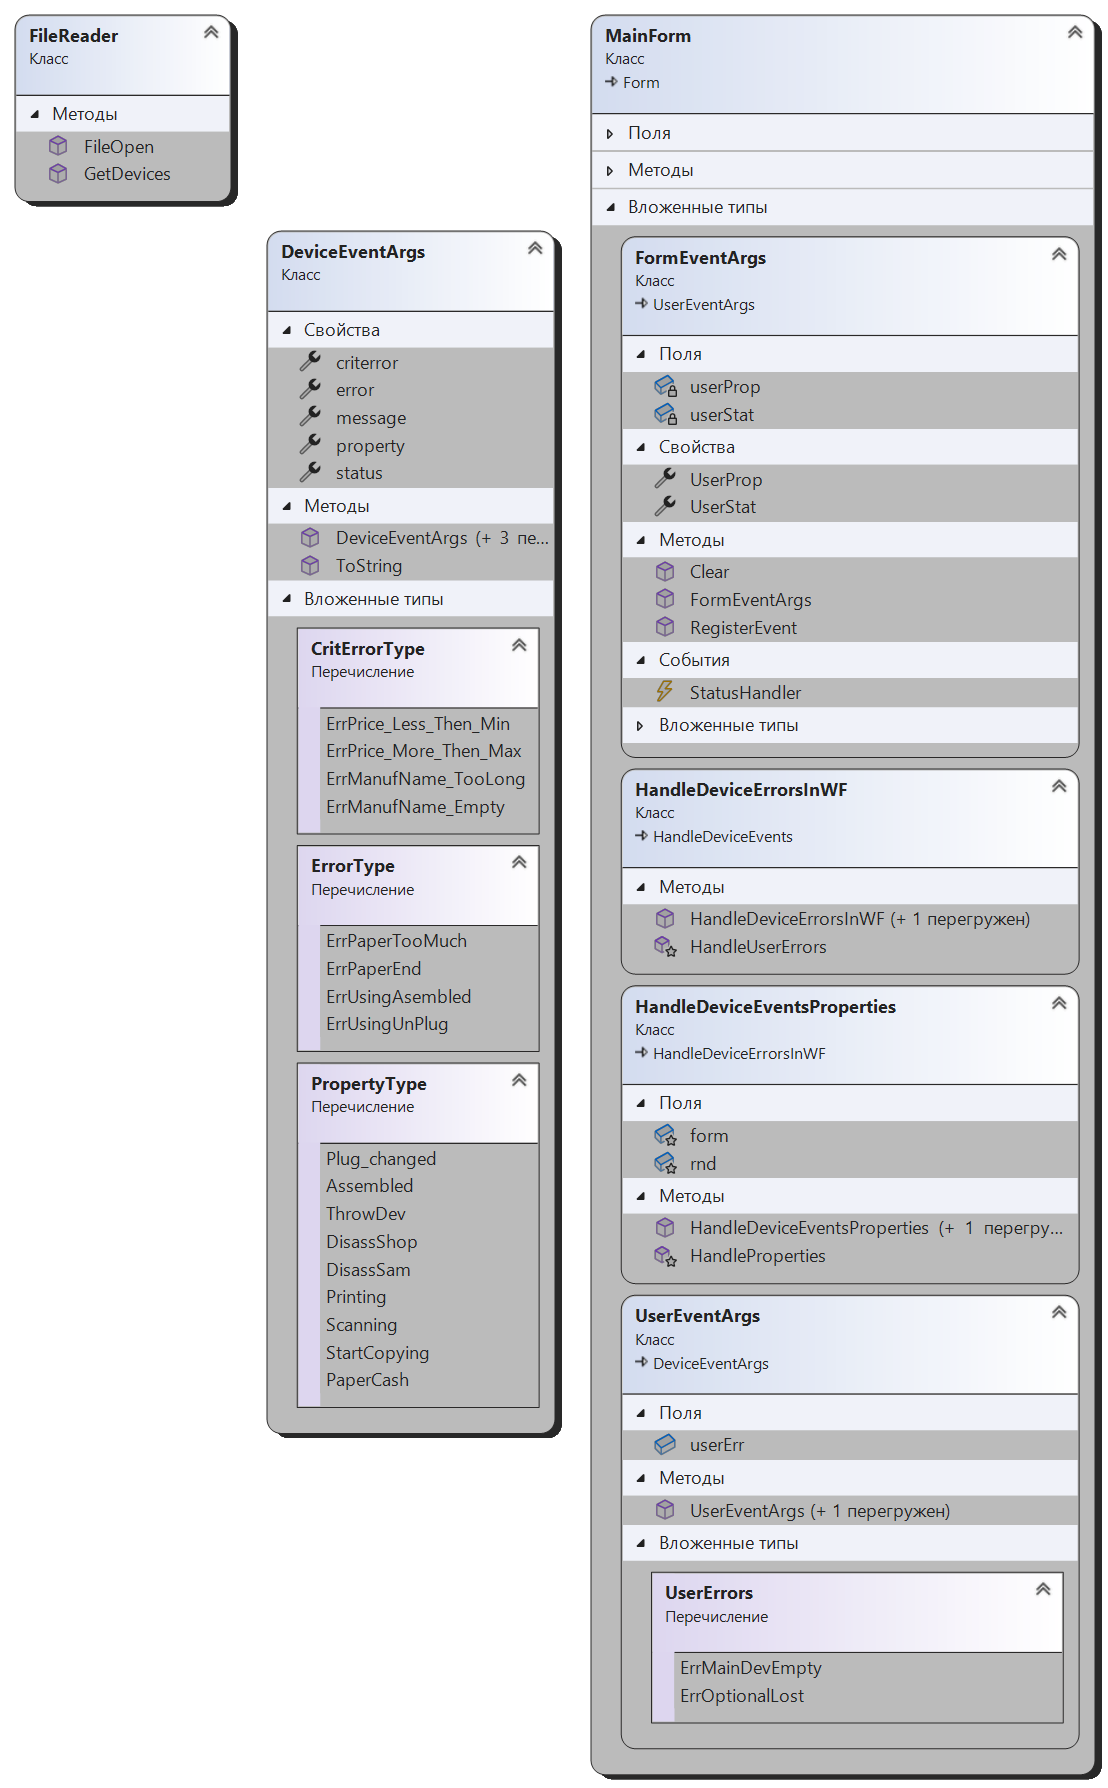 FileReader
Класс
Методы
FileOpen
GetDevices
DeviceEventArgs
Класс
Свойства
criterror
error
message
property
status
Методы
DeviceEventArgs (+ 3 пе...
ToString
Вложенные типы
CritErrorType
Перечисление
ErrPrice_Less_Then_Min
ErrPrice_More_Then_Max
ErrManufName_TooLong
ErrManufName_Empty
ErrorType
Перечисление
ErrPaperTooMuch
ErrPaperEnd
ErrUsingAsembled
ErrUsingUnPlug
PropertyType
Перечисление
Plug_changed
Assembled
ThrowDev
DisassShop
DisassSam
Printing
Scanning
StartCopying
PaperCash
MainForm
Класс
Form
Поля
Методы
Вложенные типы
FormEventArgs
Класс
UserEventArgs
Поля
userProp
userStat
Свойства
UserProp
UserStat
Методы
Clear
FormEventArgs
RegisterEvent
События
StatusHandler
Вложенные типы
HandleDeviceErrorsInWF
Класс
HandleDeviceEvents
Методы
HandleDeviceErrorsInWF (+ 1 перегружен)
HandleUserErrors
HandleDeviceEventsProperties
Класс
HandleDeviceErrorsInWF
Поля
form
rnd
Методы
HandleDeviceEventsProperties (+ 1 перегру...
HandleProperties
UserEventArgs
Класс
DeviceEventArgs
Поля
userErr
Методы
UserEventArgs (+ 1 перегружен)
Вложенные типы
UserErrors
Перечисление
ErrMainDevEmpty
ErrOptionalLost